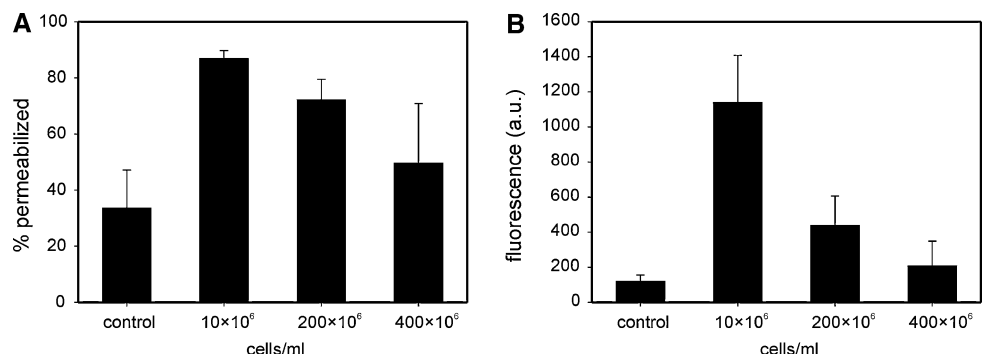 A
100
80
60
40
20
0
% permeabilized
control 10×10⁶ 200×10⁶ 400×10⁶
cells/ml
B
1600
1400
1200
1000
800
600
400
200
0
fluorescence (a.u.)
control 10×10⁶ 200×10⁶ 400×10⁶
cells/ml